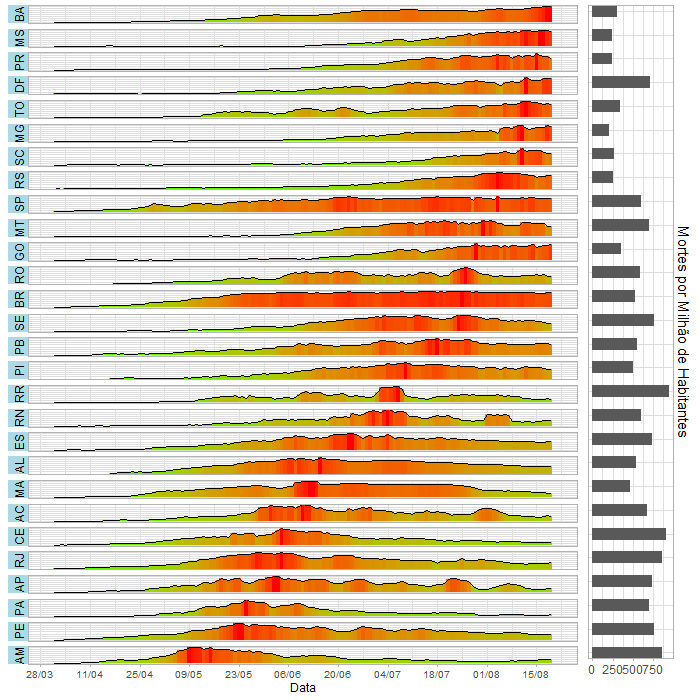 BA
MS
PR
DF
TO
MG
SC
RS
SP
MT
GO
RO
BR
SE
PB
PI
RR
RN
ES
AL
MA
AC
CE
RJ
AP
PA
PE
AM
28/03 11/04 25/04 09/05 23/05 06/06 20/06 04/07 18/07 01/08 15/08
Data
0 250 500 750
Mortes por Milhão de Habitantes